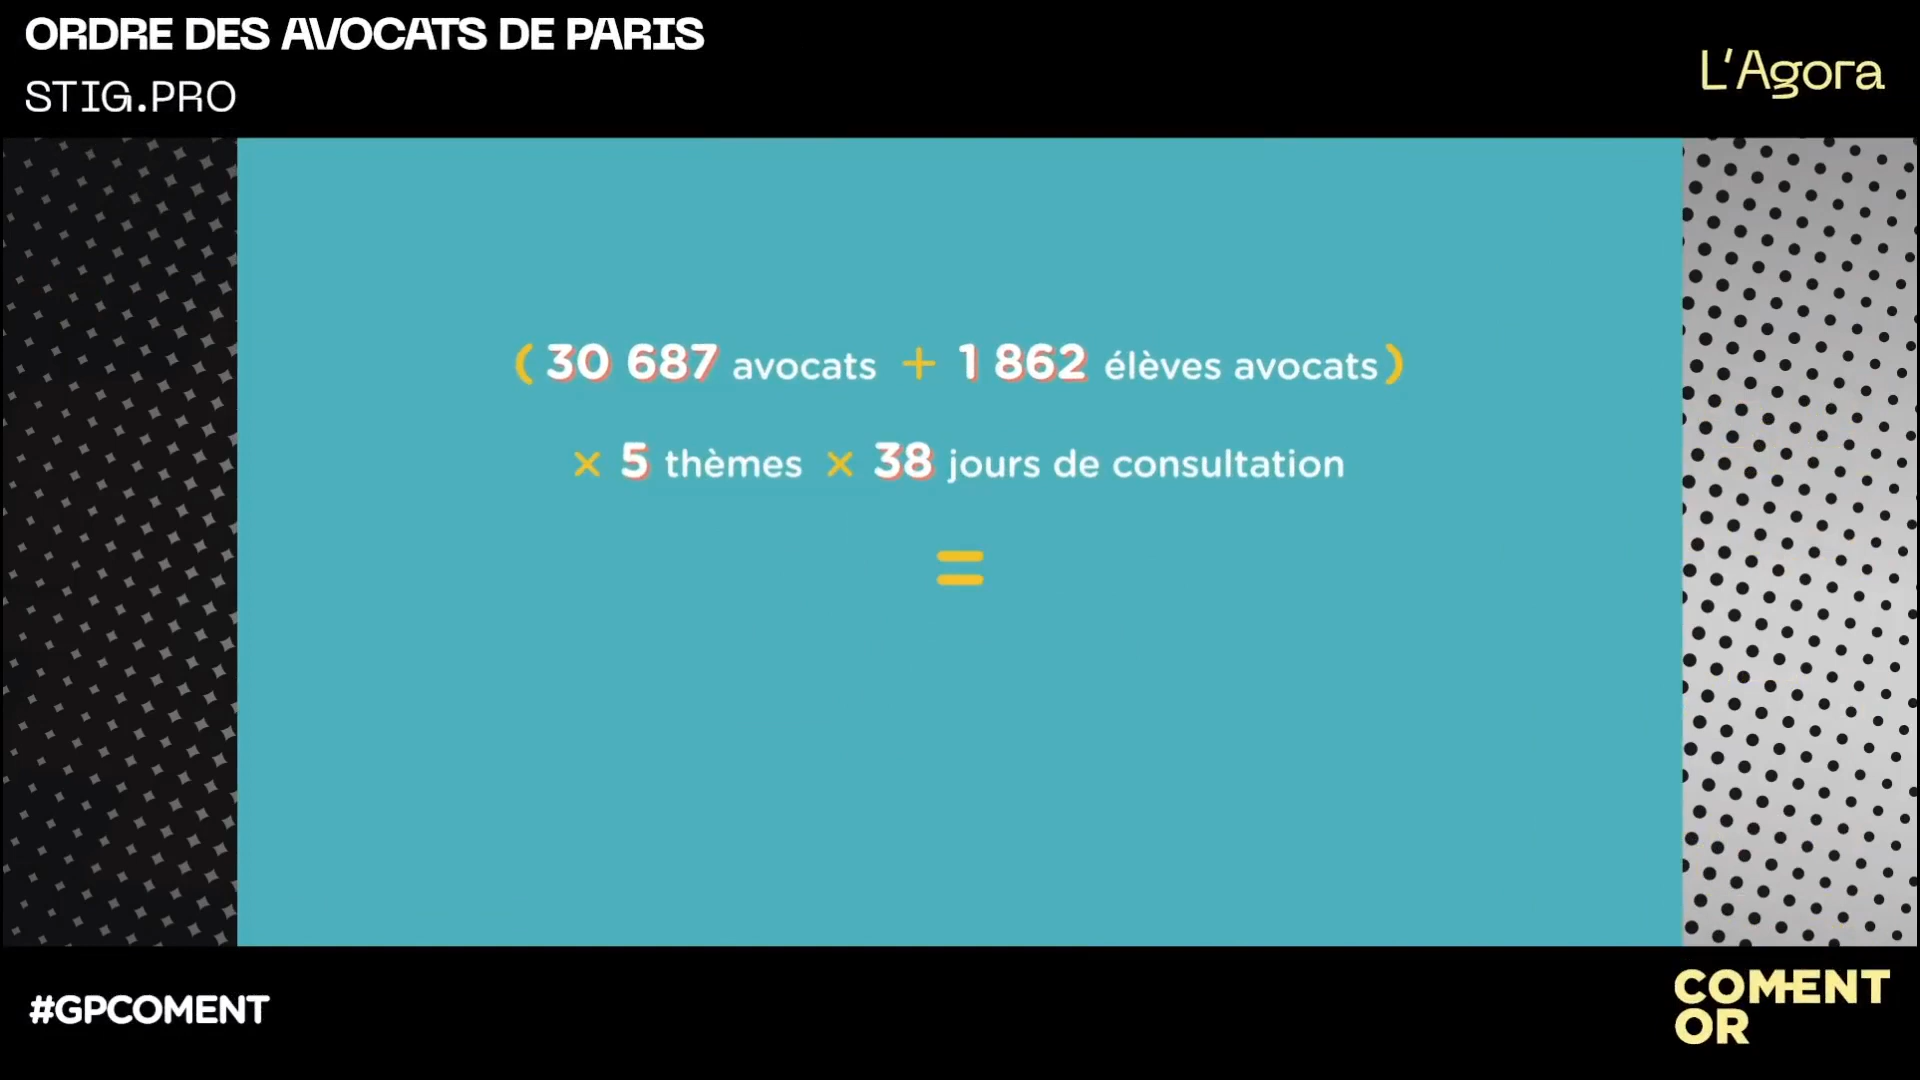 ORDRE DES AVOCATS DE PARIS
STIG.PRO
L'Agora
( 30 687 avocats + 1 862 élèves avocats )
× 5 thèmes × 38 jours de consultation
=
#GPCOMENT
COMENT
OR